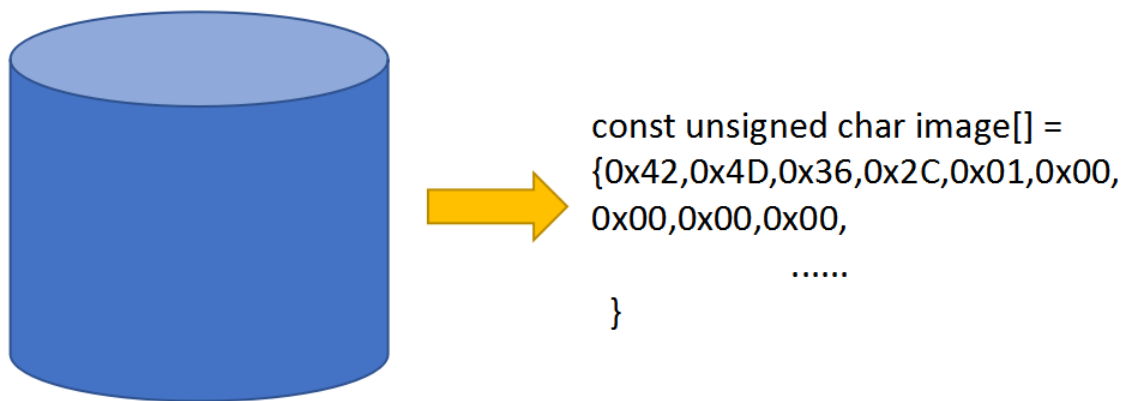 const unsigned char image[] =
{0x42,0x4D,0x36,0x2C,0x01,0x00,
0x00,0x00,0x00,
......
}